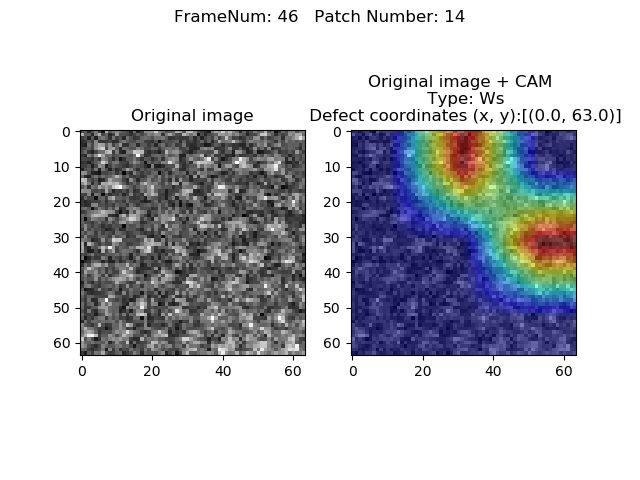 FrameNum: 46   Patch Number: 14
Original image
Original image + CAM
Type: Ws
Defect coordinates (x, y):[(0.0, 63.0)]
0
10
20
30
40
50
60
0 20 40 60
0
10
20
30
40
50
60
0 20 40 60